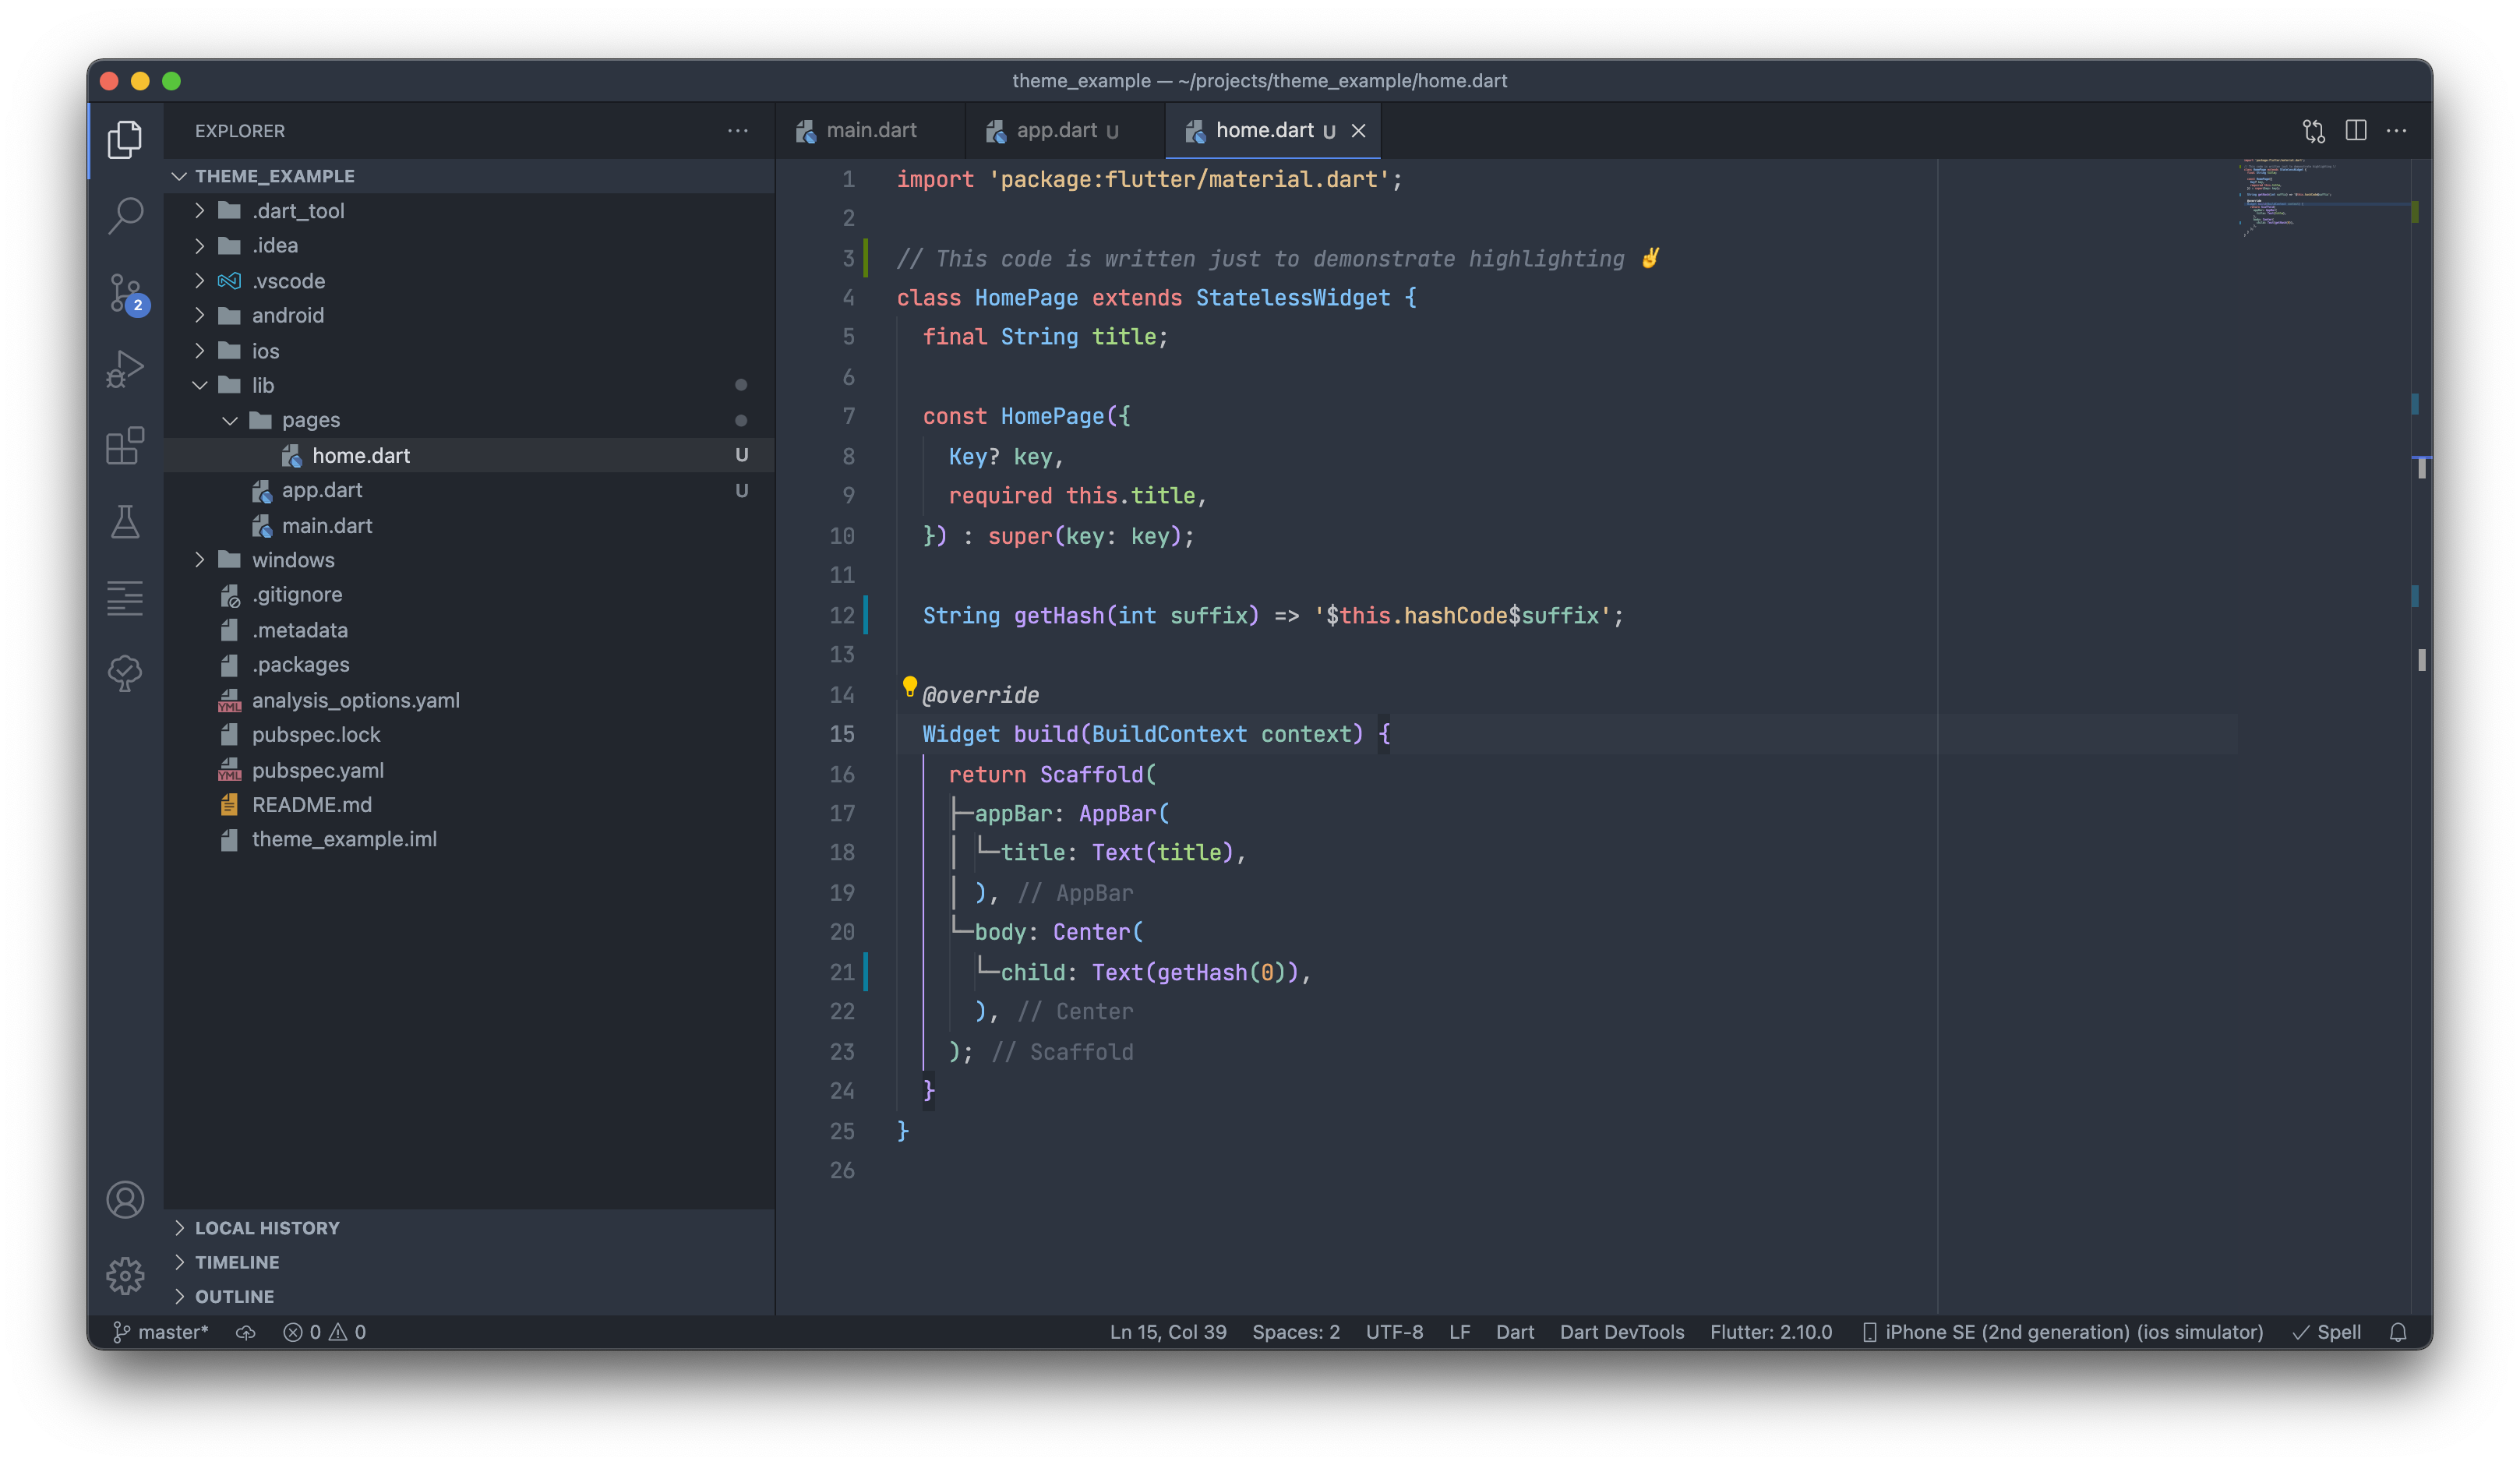 theme_example — ~/projects/theme_example/home.dart
EXPLORER
THEME_EXAMPLE
.dart_tool
.idea
.vscode
android
ios
lib
pages
home.dart U
app.dart U
main.dart
windows
.gitignore
.metadata
.packages
analysis_options.yaml
pubspec.lock
pubspec.yaml
README.md
theme_example.iml
LOCAL HISTORY
TIMELINE
OUTLINE
2
YML
YML
main.dart
app.dart U
home.dart U
1 import 'package:flutter/material.dart';
2
3 // This code is written just to demonstrate highlighting ✌️
4 class HomePage extends StatelessWidget {
5 final String title;
6
7 const HomePage({
8 Key? key,
9 required this.title,
10 }) : super(key: key);
11
12 String getHash(int suffix) => '$this.hashCode$suffix';
13
14 @override
15 Widget build(BuildContext context) {
16 return Scaffold(
17 appBar: AppBar(
18 title: Text(title),
19 ), // AppBar
20 body: Center(
21 child: Text(getHash(0)),
22 ), // Center
23 ); // Scaffold
24 }
25 }
26
master* 0 0 Ln 15, Col 39 Spaces: 2 UTF-8 LF Dart Dart DevTools Flutter: 2.10.0 iPhone SE (2nd generation) (ios simulator) Spell